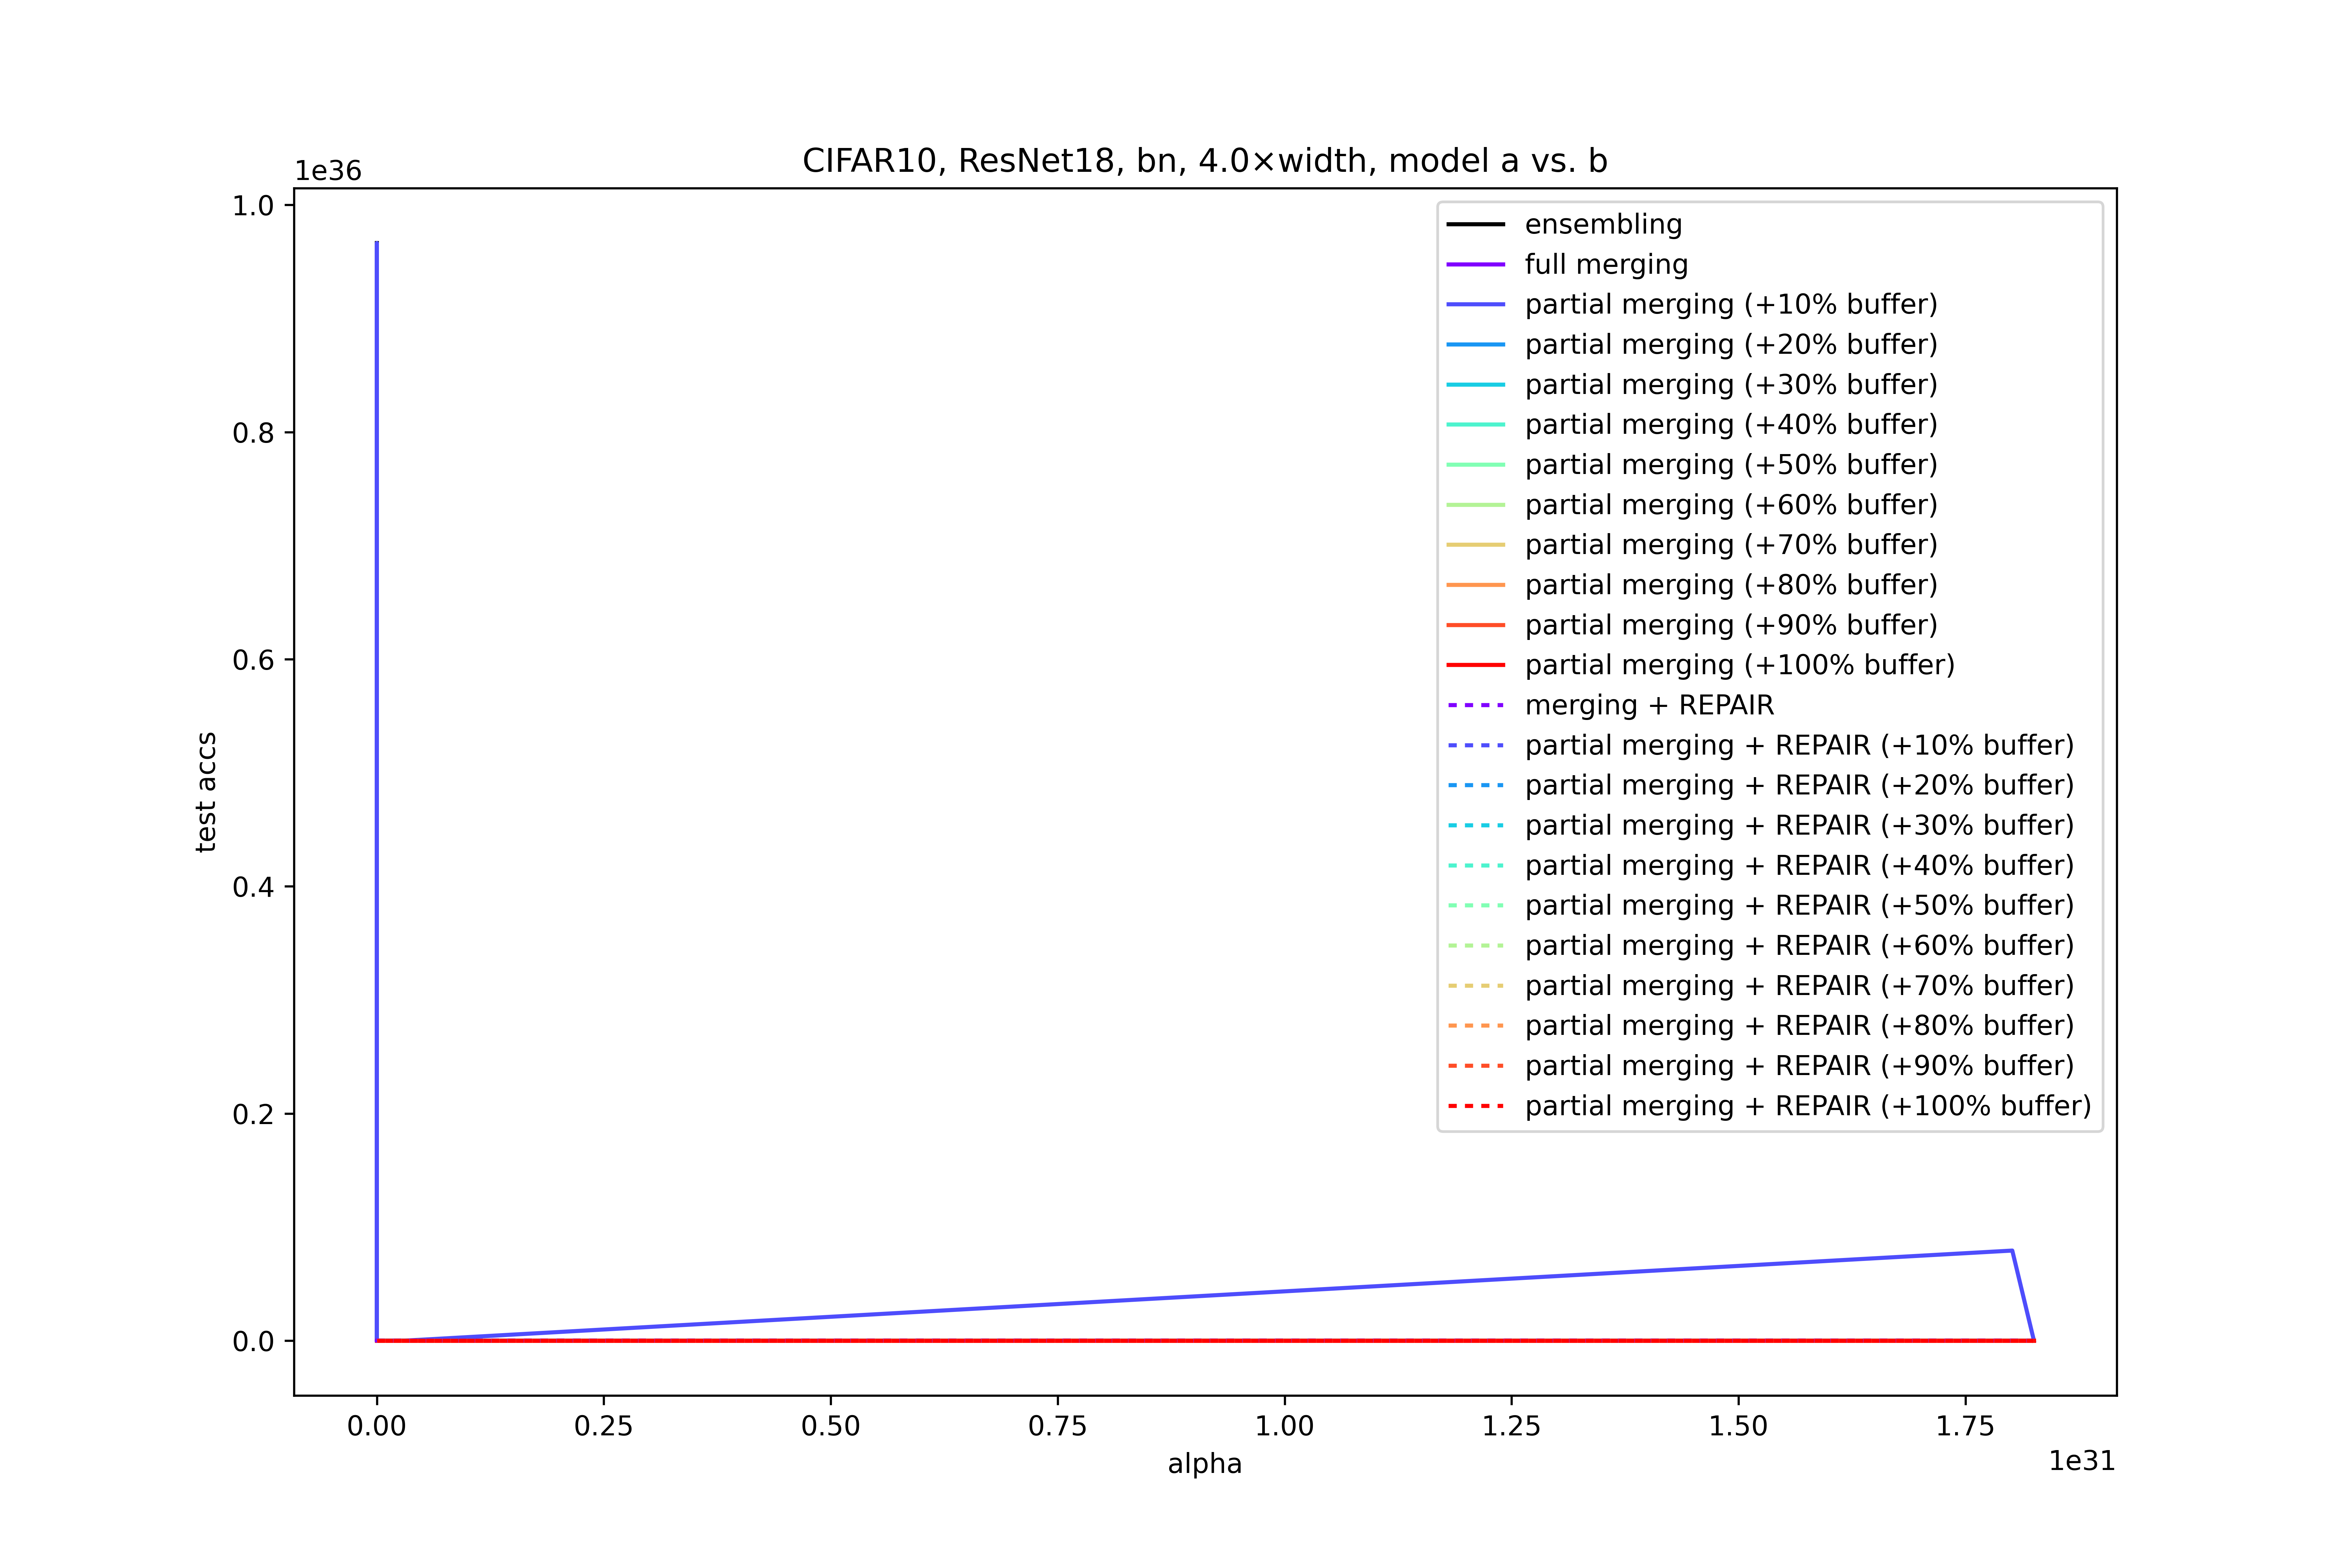 CIFAR10, ResNet18, bn, 4.0×width, model a vs. b
1e36
1.0
0.8
0.6
0.4
0.2
0.0
test accs
ensembling
full merging
partial merging (+10% buffer)
partial merging (+20% buffer)
partial merging (+30% buffer)
partial merging (+40% buffer)
partial merging (+50% buffer)
partial merging (+60% buffer)
partial merging (+70% buffer)
partial merging (+80% buffer)
partial merging (+90% buffer)
partial merging (+100% buffer)
merging + REPAIR
partial merging + REPAIR (+10% buffer)
partial merging + REPAIR (+20% buffer)
partial merging + REPAIR (+30% buffer)
partial merging + REPAIR (+40% buffer)
partial merging + REPAIR (+50% buffer)
partial merging + REPAIR (+60% buffer)
partial merging + REPAIR (+70% buffer)
partial merging + REPAIR (+80% buffer)
partial merging + REPAIR (+90% buffer)
partial merging + REPAIR (+100% buffer)
0.00 0.25 0.50 0.75 1.00 1.25 1.50 1.75
1e31
alpha